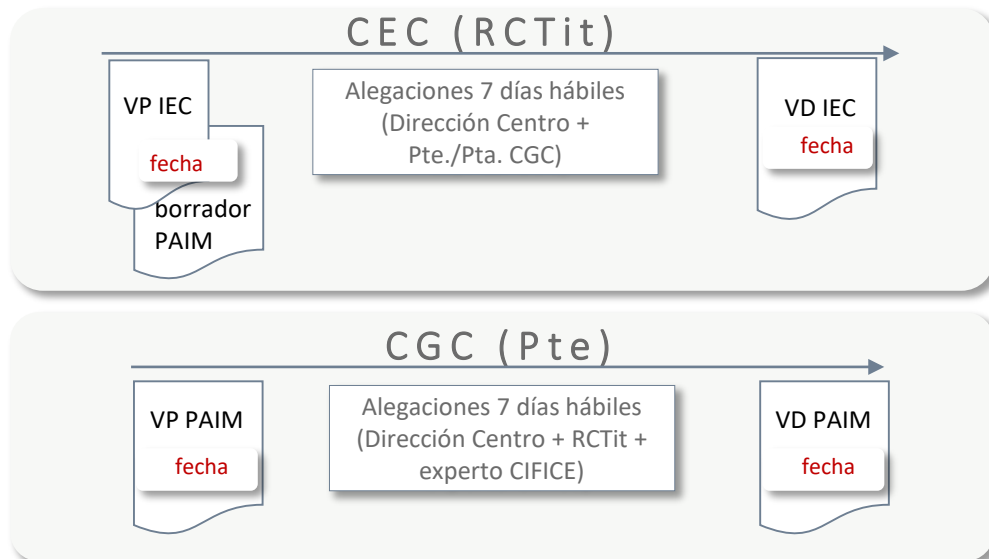 CEC (RCTit)
VP IEC
fecha
borrador
PAIM
Alegaciones 7 días hábiles
(Dirección Centro +
Pte./Pta. CGC)
VD IEC
fecha
CGC (Pte)
VP PAIM
fecha
Alegaciones 7 días hábiles
(Dirección Centro + RCTit +
experto CIFICE)
VD PAIM
fecha